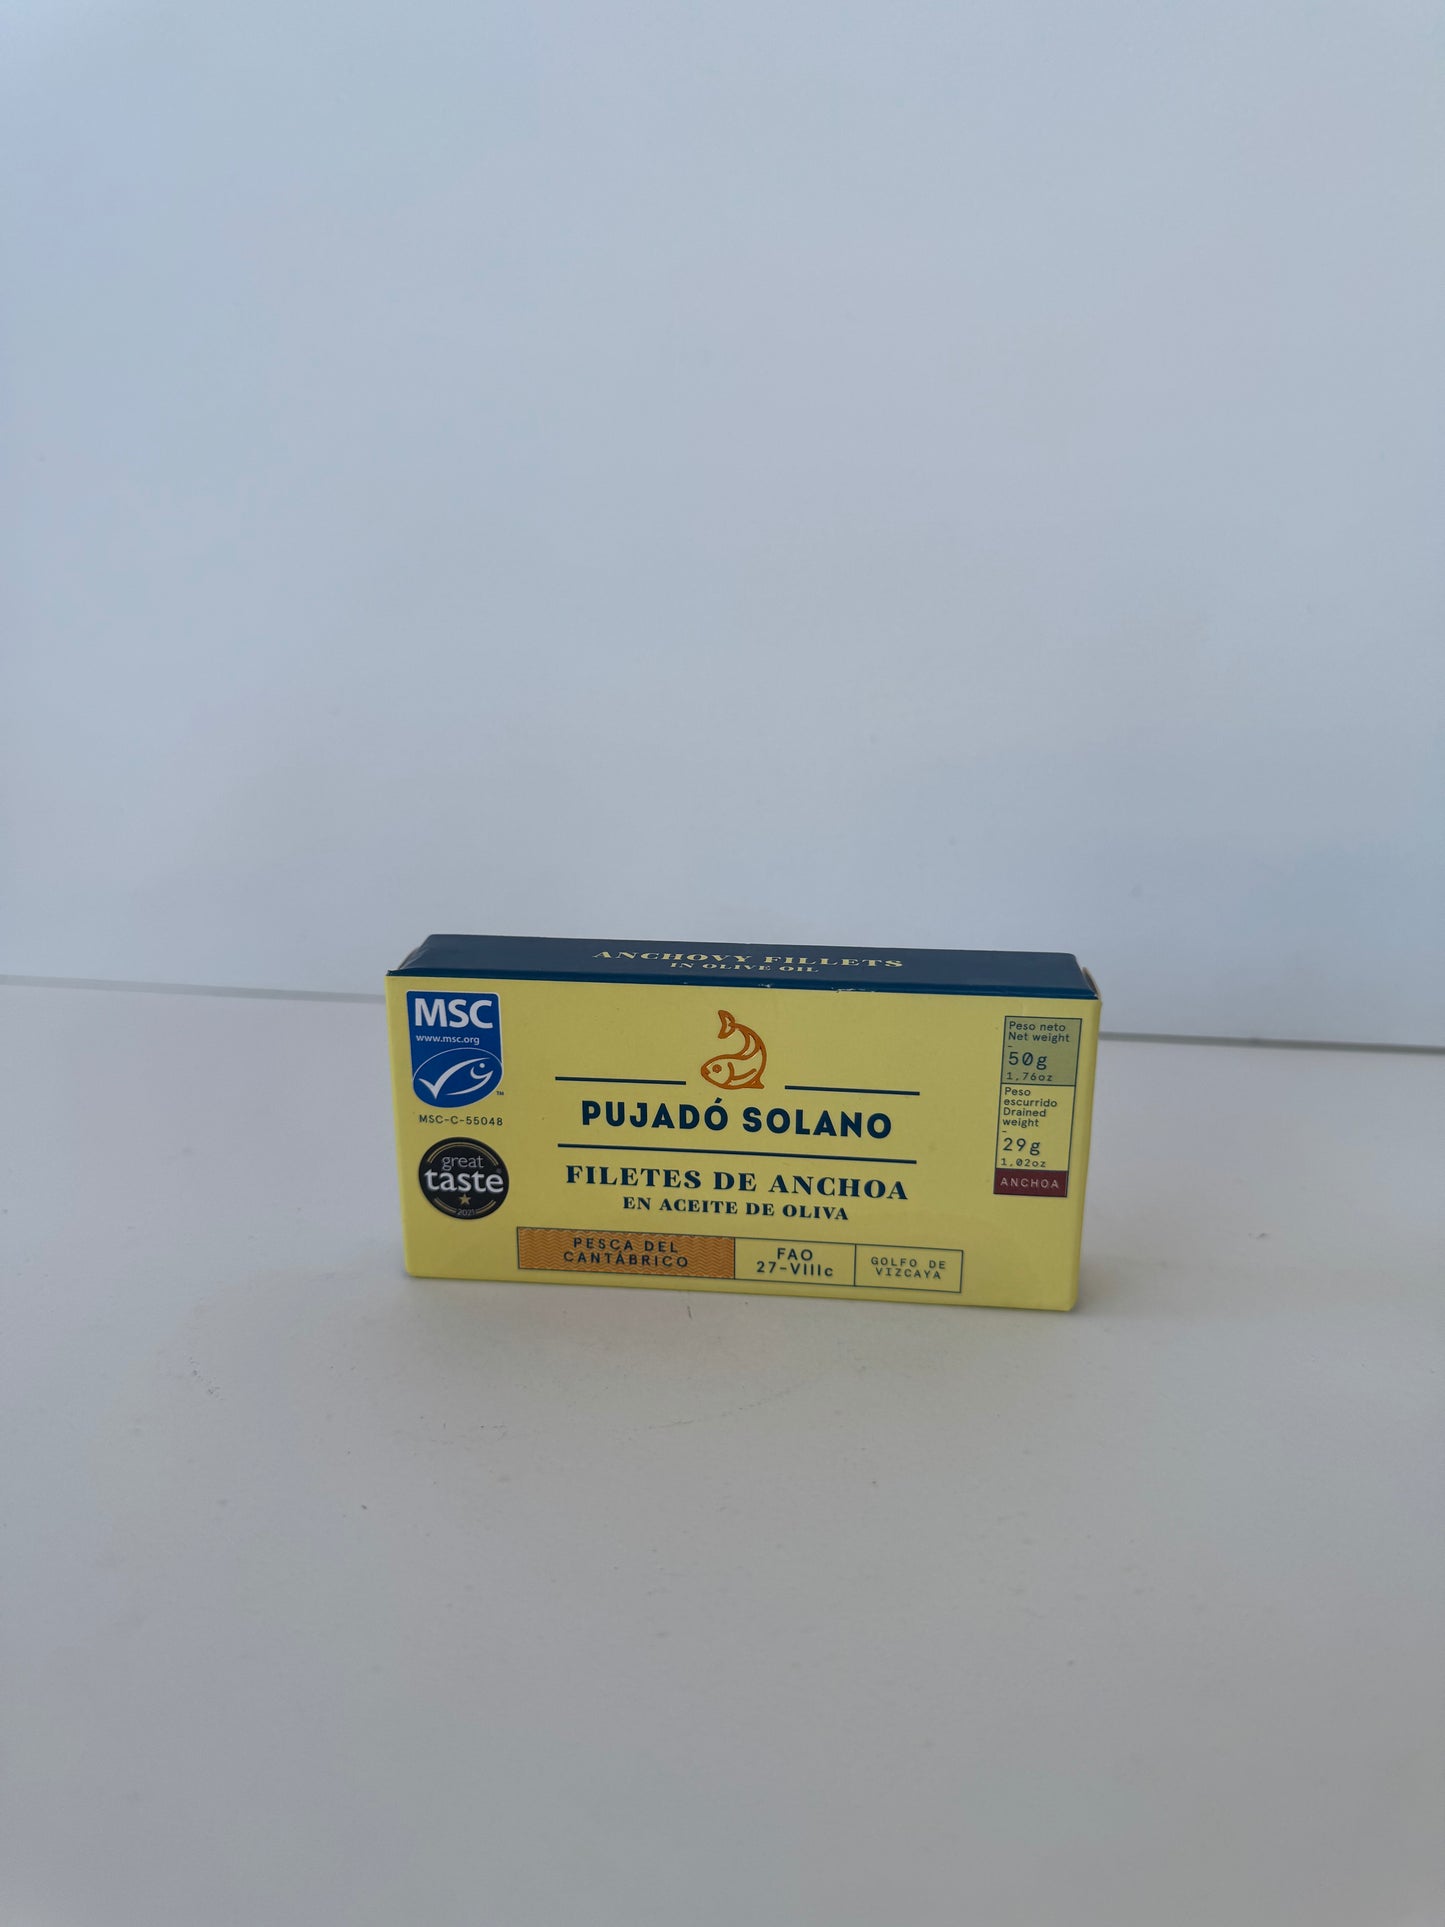 ANCHOVY FILLETS
IN OLIVE OIL
MSC
www.msc.org
™
MSC-C-55048
great
taste®
2021
PUJADÓ SOLANO
FILETES DE ANCHOA
EN ACEITE DE OLIVA
PESCA DEL
CANTÁBRICO
FAO
27-VIIIc
GOLFO DE
VIZCAYA
Peso neto
Net weight
-
50g
1,76oz
Peso
escurrido
Drained
weight
-
29g
1,02oz
ANCHOA